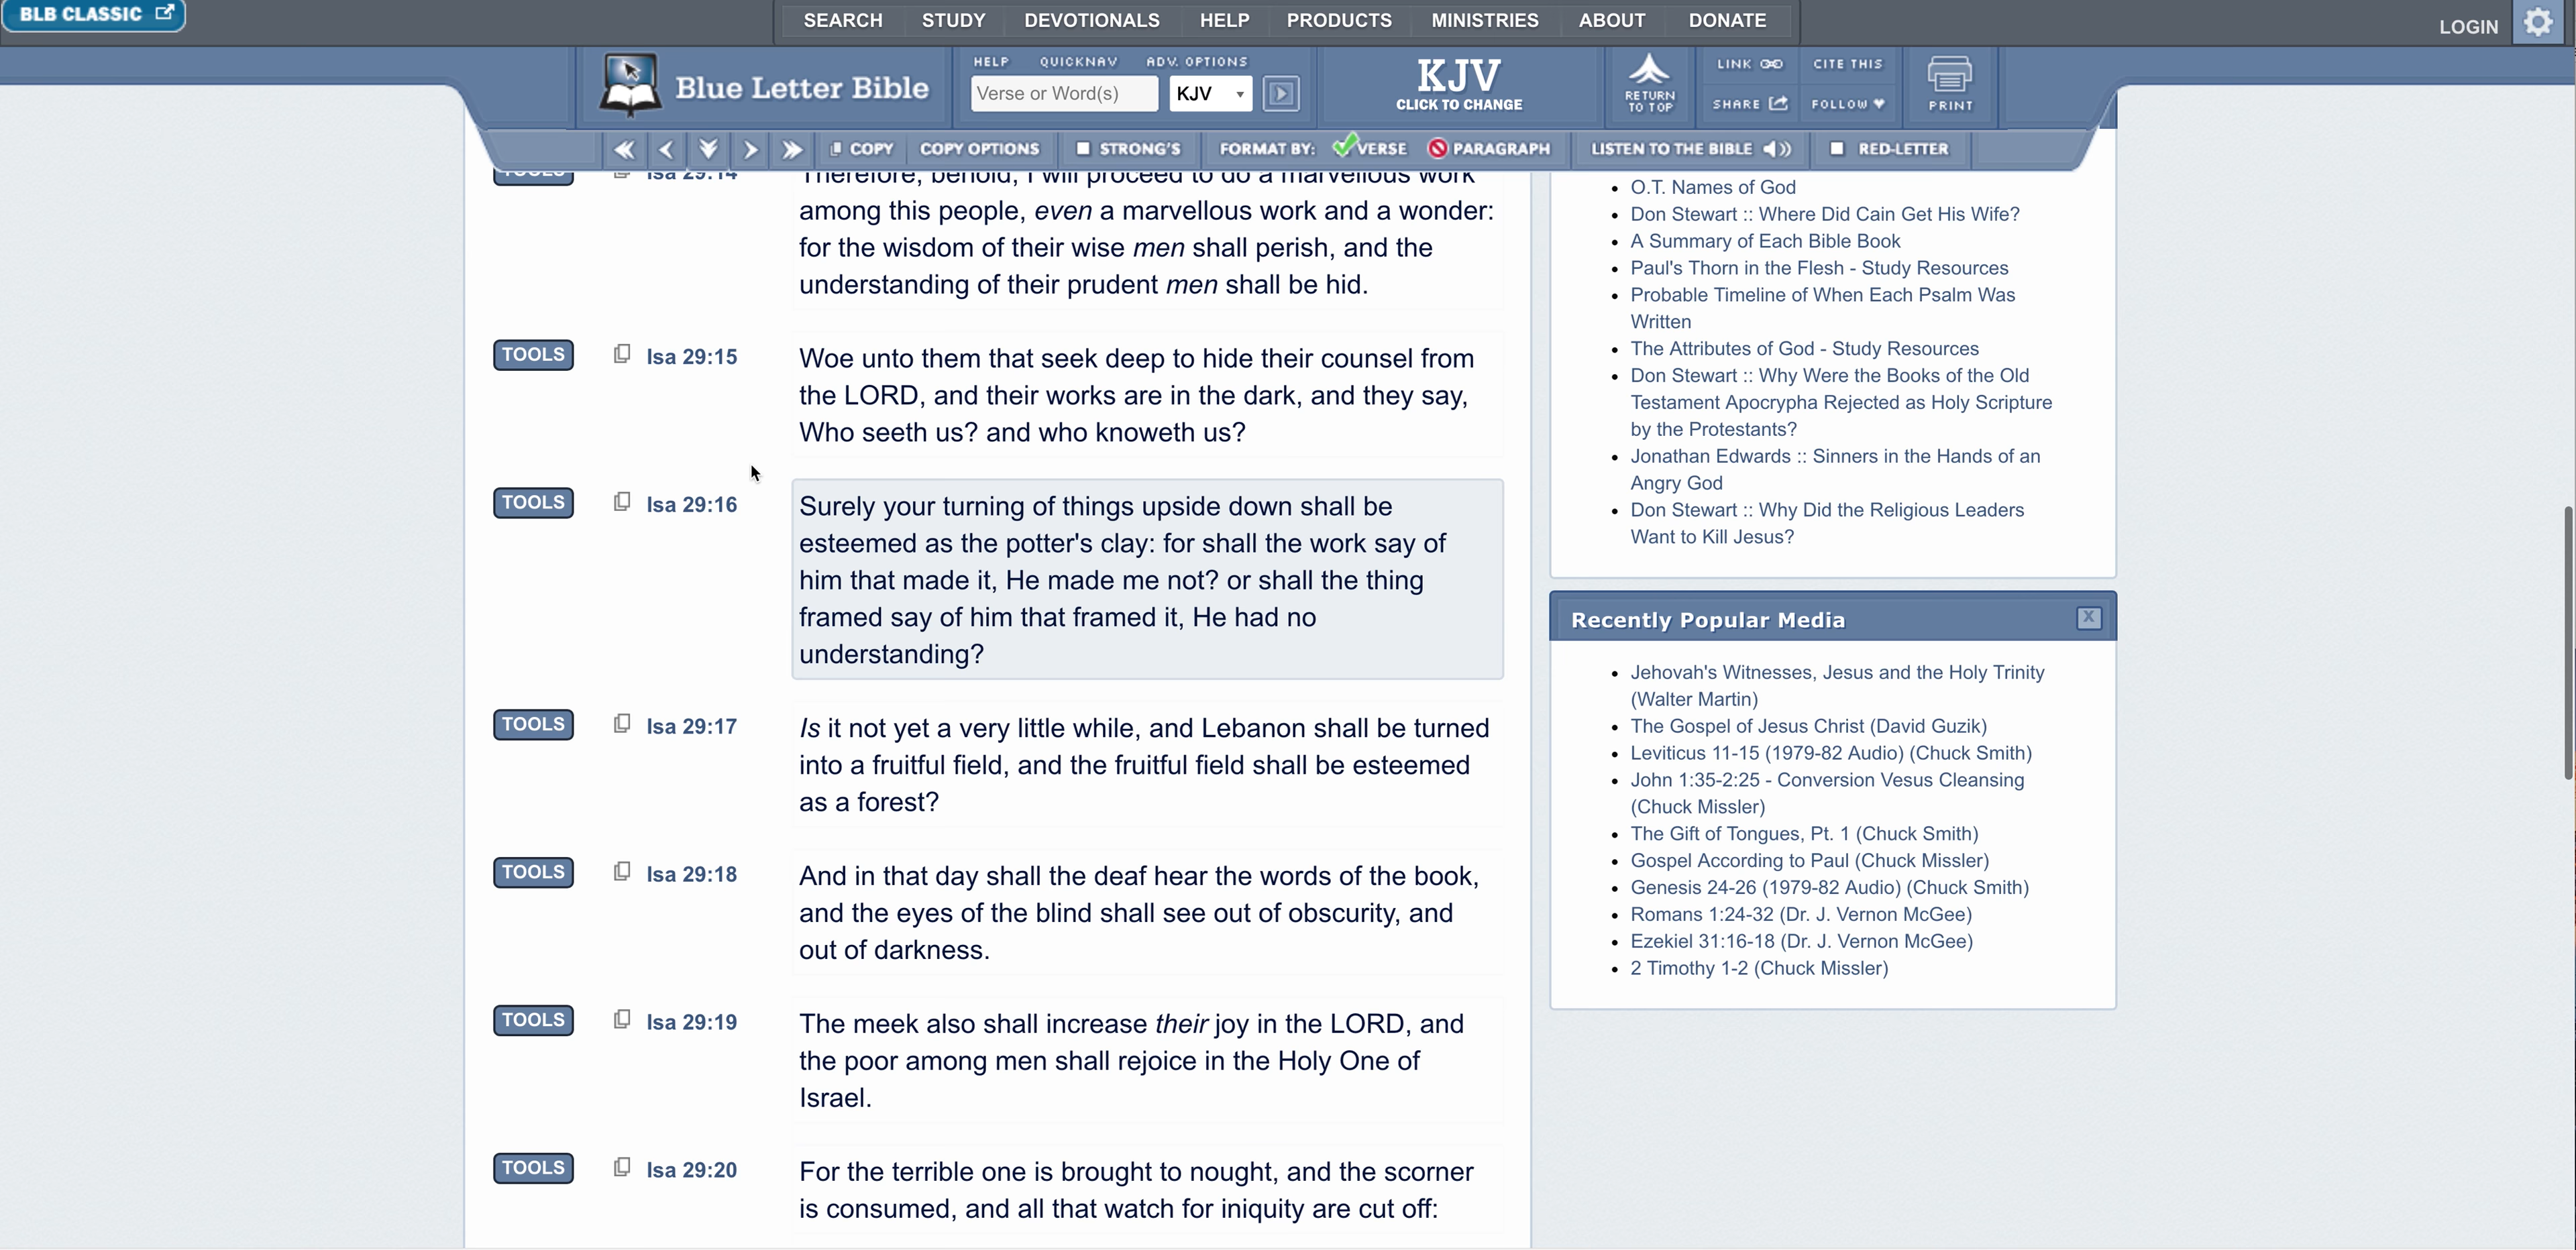 BLB CLASSIC
SEARCH STUDY DEVOTIONALS HELP PRODUCTS MINISTRIES ABOUT DONATE
LOGIN
Blue Letter Bible
HELP QUICKNAV ADV. OPTIONS
Verse or Word(s) KJV
KJV
CLICK TO CHANGE
RETURN
TO TOP
LINK CITE THIS
SHARE FOLLOW
PRINT
COPY COPY OPTIONS STRONG'S FORMAT BY: VERSE PARAGRAPH LISTEN TO THE BIBLE RED-LETTER
TOOLS Isa 29:14 Therefore, behold, I will proceed to do a marvellous work
among this people, even a marvellous work and a wonder:
for the wisdom of their wise men shall perish, and the
understanding of their prudent men shall be hid.
TOOLS Isa 29:15 Woe unto them that seek deep to hide their counsel from
the LORD, and their works are in the dark, and they say,
Who seeth us? and who knoweth us?
TOOLS Isa 29:16 Surely your turning of things upside down shall be
esteemed as the potter's clay: for shall the work say of
him that made it, He made me not? or shall the thing
framed say of him that framed it, He had no
understanding?
TOOLS Isa 29:17 Is it not yet a very little while, and Lebanon shall be turned
into a fruitful field, and the fruitful field shall be esteemed
as a forest?
TOOLS Isa 29:18 And in that day shall the deaf hear the words of the book,
and the eyes of the blind shall see out of obscurity, and
out of darkness.
TOOLS Isa 29:19 The meek also shall increase their joy in the LORD, and
the poor among men shall rejoice in the Holy One of
Israel.
TOOLS Isa 29:20 For the terrible one is brought to nought, and the scorner
is consumed, and all that watch for iniquity are cut off:
O.T. Names of God
Don Stewart :: Where Did Cain Get His Wife?
A Summary of Each Bible Book
Paul's Thorn in the Flesh - Study Resources
Probable Timeline of When Each Psalm Was
Written
The Attributes of God - Study Resources
Don Stewart :: Why Were the Books of the Old
Testament Apocrypha Rejected as Holy Scripture
by the Protestants?
Jonathan Edwards :: Sinners in the Hands of an
Angry God
Don Stewart :: Why Did the Religious Leaders
Want to Kill Jesus?
Recently Popular Media X
Jehovah's Witnesses, Jesus and the Holy Trinity
(Walter Martin)
The Gospel of Jesus Christ (David Guzik)
Leviticus 11-15 (1979-82 Audio) (Chuck Smith)
John 1:35-2:25 - Conversion Vesus Cleansing
(Chuck Missler)
The Gift of Tongues, Pt. 1 (Chuck Smith)
Gospel According to Paul (Chuck Missler)
Genesis 24-26 (1979-82 Audio) (Chuck Smith)
Romans 1:24-32 (Dr. J. Vernon McGee)
Ezekiel 31:16-18 (Dr. J. Vernon McGee)
2 Timothy 1-2 (Chuck Missler)